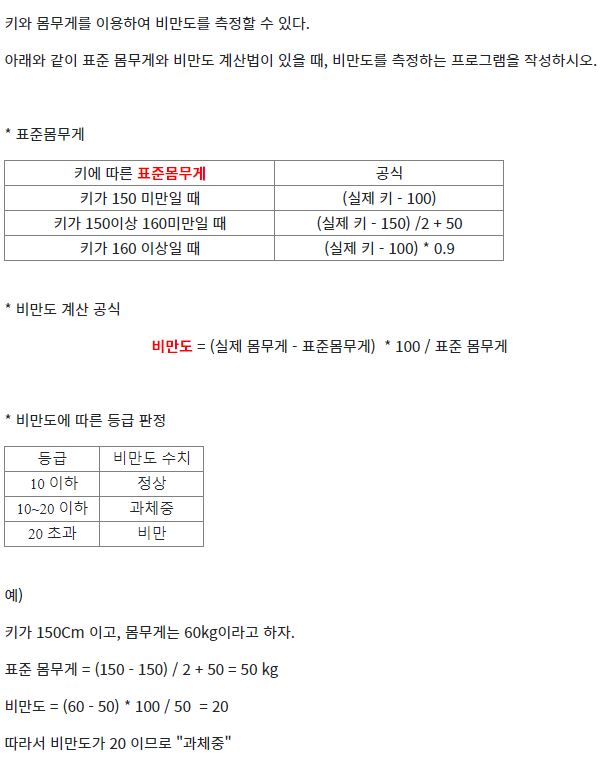 키와 몸무게를 이용하여 비만도를 측정할 수 있다.
아래와 같이 표준 몸무게와 비만도 계산법이 있을 때, 비만도를 측정하는 프로그램을 작성하시오.
* 표준몸무게
키에 따른 표준몸무게 공식
키가 150 미만일 때 (실제 키 - 100)
키가 150이상 160미만일 때 (실제 키 - 150) /2 + 50
키가 160 이상일 때 (실제 키 - 100) * 0.9
* 비만도 계산 공식
비만도 = (실제 몸무게 - 표준몸무게) * 100 / 표준 몸무게
* 비만도에 따른 등급 판정
등급 비만도 수치
10 이하 정상
10~20 이하 과체중
20 초과 비만
예)
키가 150Cm 이고, 몸무게는 60kg이라고 하자.
표준 몸무게 = (150 - 150) / 2 + 50 = 50 kg
비만도 = (60 - 50) * 100 / 50 = 20
따라서 비만도가 20 이므로 "과체중"